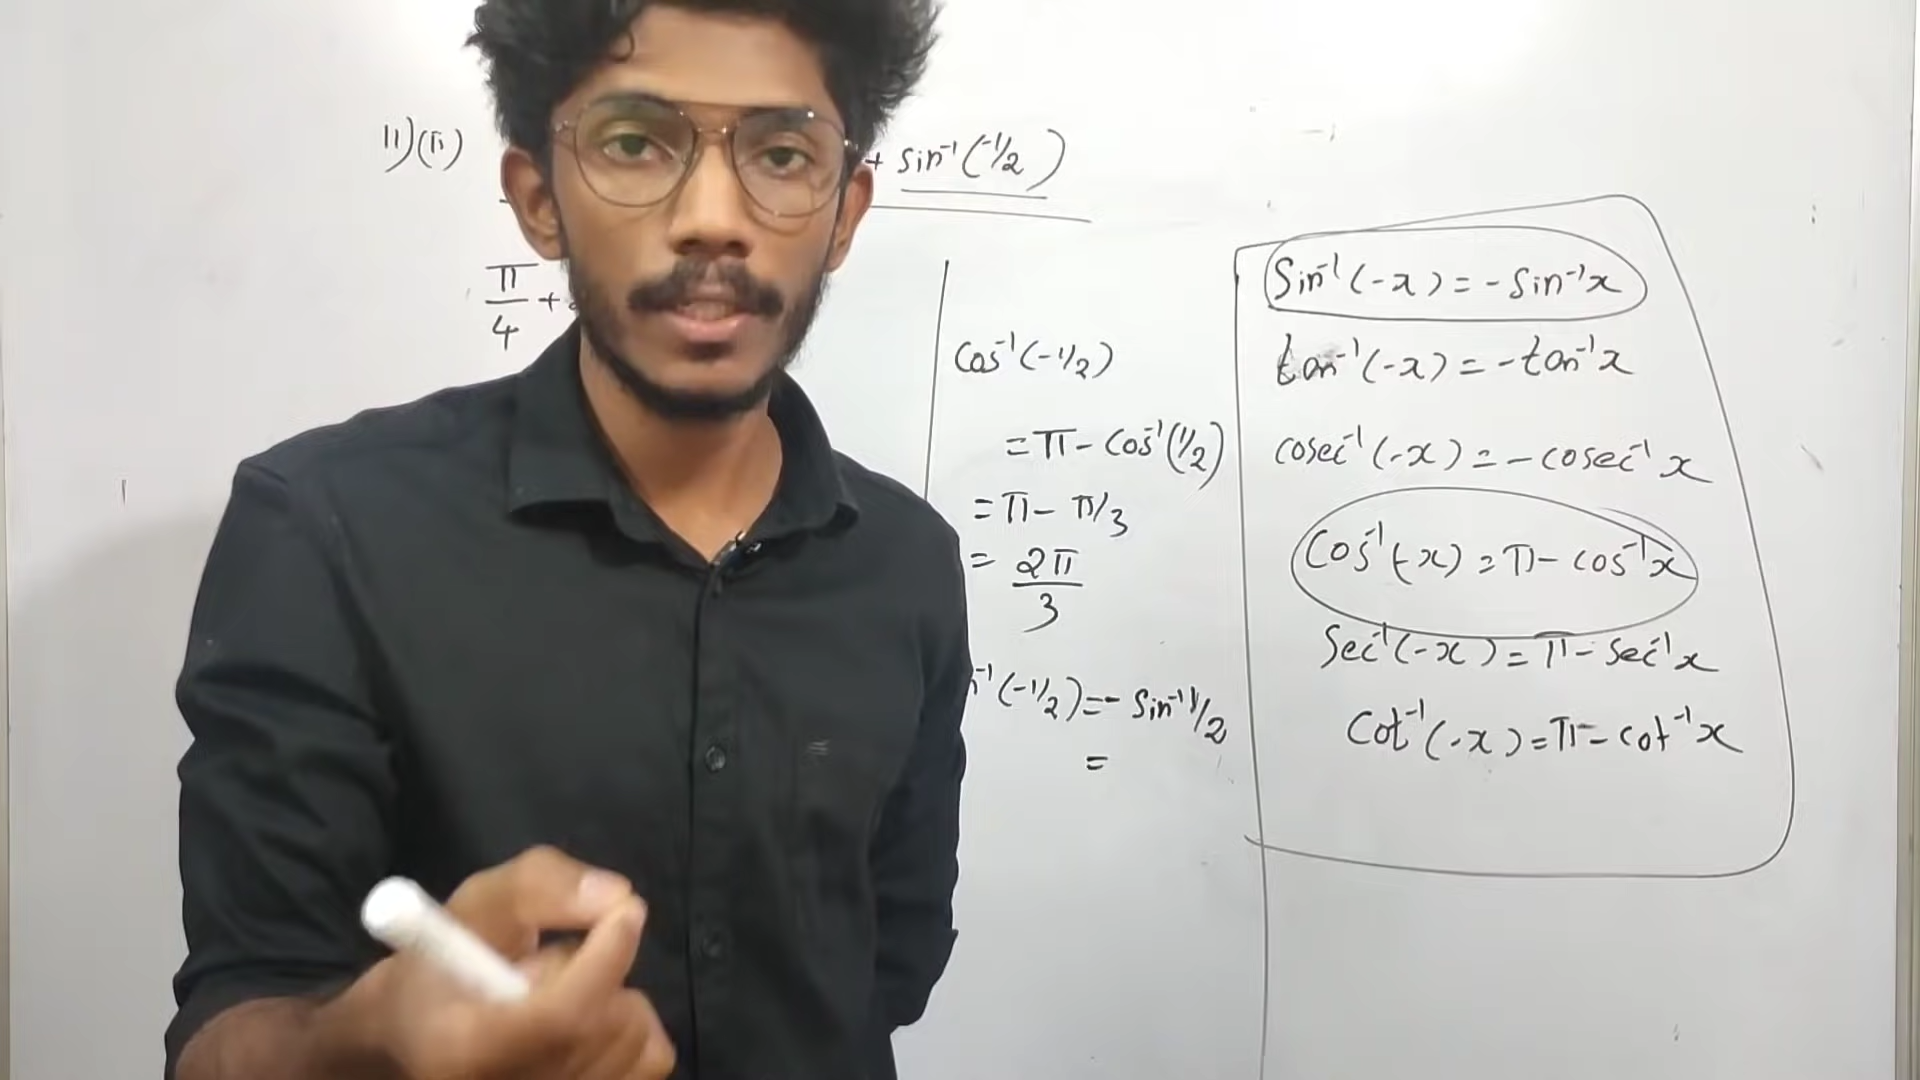 11)(ii) + sin⁻¹(-1/2)
π/4 +
Cos⁻¹(-1/2)
= π - Cos⁻¹(1/2)
= π - π/3
= 2π/3
⁻¹(-1/2) = - Sin⁻¹ 1/2
=
Sin⁻¹(-x) = - Sin⁻¹x
tan⁻¹(-x) = - tan⁻¹x
cosec⁻¹(-x) = - cosec⁻¹x
Cos⁻¹(-x) = π - cos⁻¹x
Sec⁻¹(-x) = π - Sec⁻¹x
Cot⁻¹(-x) = π - cot⁻¹x